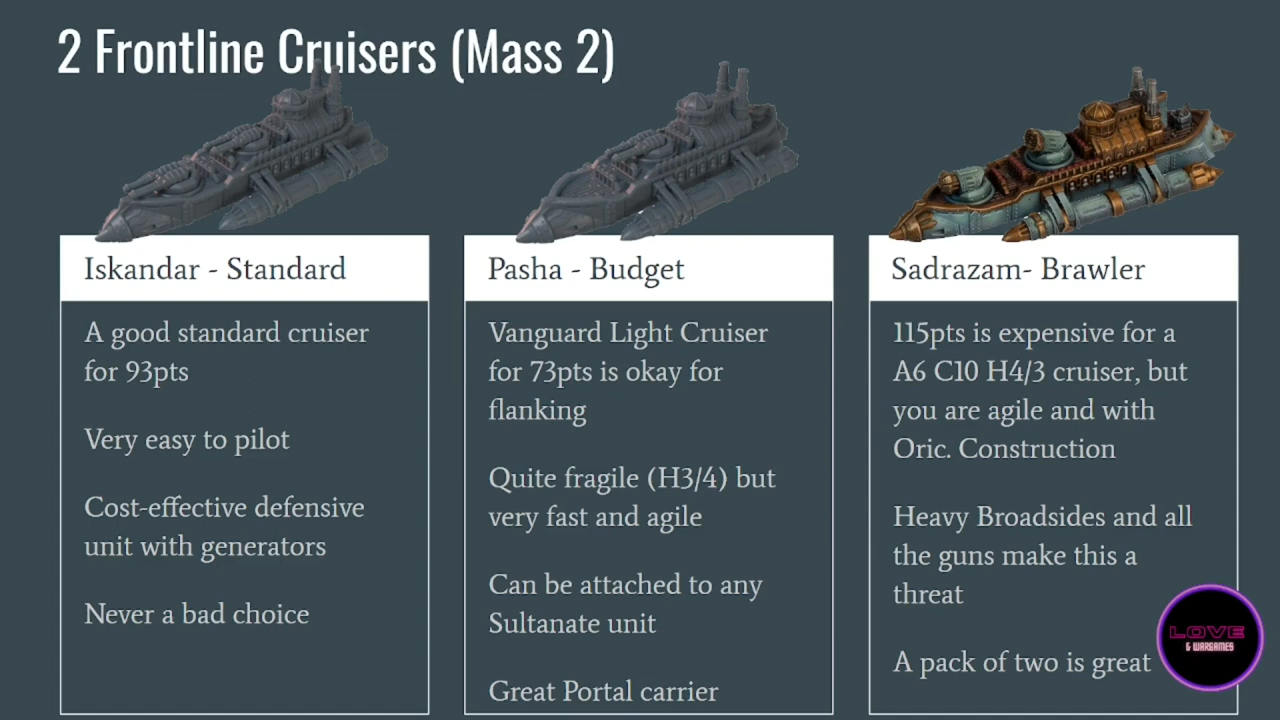 2 Frontline Cruisers (Mass 2)
Iskandar - Standard
A good standard cruiser
for 93pts
Very easy to pilot
Cost-effective defensive
unit with generators
Never a bad choice
Pasha - Budget
Vanguard Light Cruiser
for 73pts is okay for
flanking
Quite fragile (H3/4) but
very fast and agile
Can be attached to any
Sultanate unit
Great Portal carrier
Sadrazam- Brawler
115pts is expensive for a
A6 C10 H4/3 cruiser, but
you are agile and with
Oric. Construction
Heavy Broadsides and all
the guns make this a
threat
A pack of two is great
LOVE
& WARGAMES